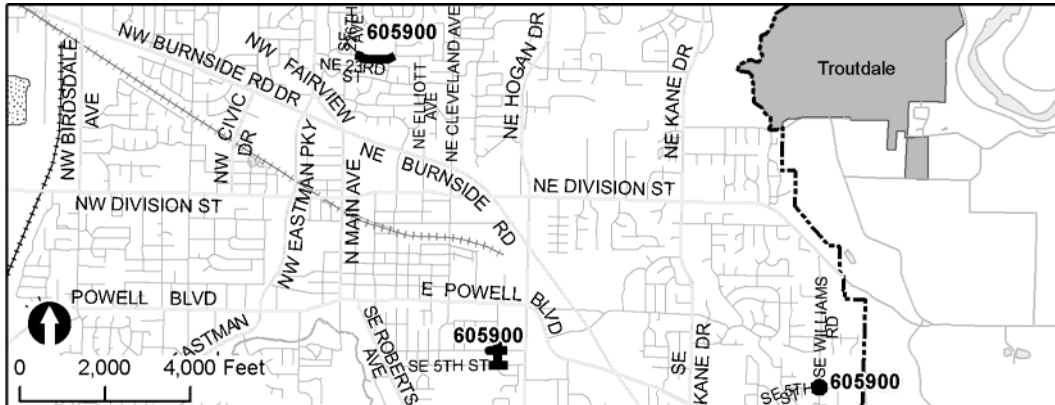 SE 26TH
AVE
605900
NE 23RD
ST
NW BURNSIDE RD
DR
NW FAIRVIEW
NE ELLIOTT
AVE
NE CLEVELAND AVE
NE HOGAN DR
NE KANE DR
Troutdale
NW BIRDSDALE
AVE
NW CIVIC
DR
NW EASTMAN PKY
N MAIN AVE
NE BURNSIDE RD
NE DIVISION ST
NW DIVISION ST
POWELL BLVD
E POWELL BLVD
EASTMAN
SE ROBERTS
AVE
605900
SE 5TH ST
SE
KANE DR
SE WILLIAMS
RD
SE 5TH
ST
605900
0 2,000 4,000 Feet